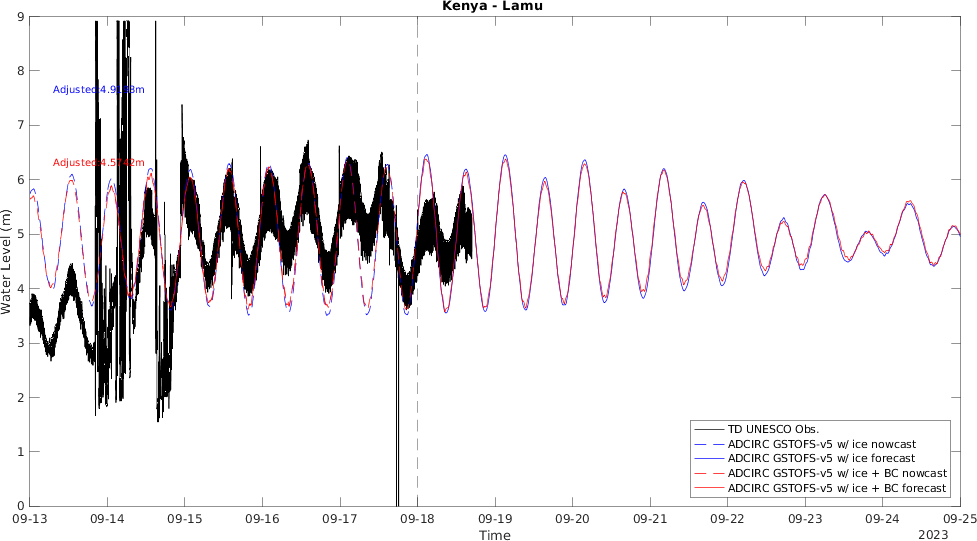 Kenya - Lamu
9
8
7
6
5
4
3
2
1
0
Water Level (m)
Adjusted
Adjusted
TD UNESCO Obs.
ADCIRC GSTOFS-v5 w/ ice nowcast
ADCIRC GSTOFS-v5 w/ ice forecast
ADCIRC GSTOFS-v5 w/ ice + BC nowcast
ADCIRC GSTOFS-v5 w/ ice + BC forecast
09-13 09-14 09-15 09-16 09-17 09-18 09-19 09-20 09-21 09-22 09-23 09-24 09-25
Time
2023